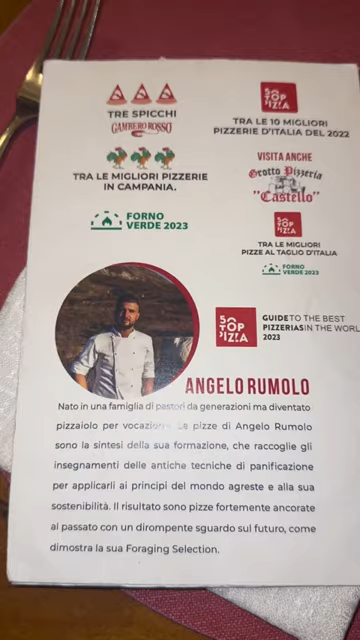 TRE SPICCHI
GAMBERO ROSSO
TRA LE MIGLIORI PIZZERIE
IN CAMPANIA.
FORNO
VERDE 2023
50
TOP
PIZZA
TRA LE 10 MIGLIORI
PIZZERIE D'ITALIA DEL 2022
VISITA ANCHE
Grotto Pizzeria
"Castello"
50
TOP
PIZZA
TRA LE MIGLIORI
PIZZE AL TAGLIO D'ITALIA
FORNO
VERDE 2023
50
TOP
PIZZA
GUIDE TO THE BEST
PIZZERIAS IN THE WORL
2023
ANGELO RUMOLO
Nato in una famiglia di pastori da generazioni ma diventato
pizzaiolo per vocazione. Le pizze di Angelo Rumolo
sono la sintesi della sua formazione, che raccoglie gli
insegnamenti delle antiche tecniche di panificazione
per applicarli ai principi del mondo agreste e alla sua
sostenibilità. Il risultato sono pizze fortemente ancorate
al passato con un dirompente sguardo sul futuro, come
dimostra la sua Foraging Selection.